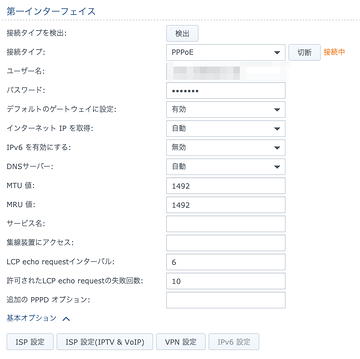 第一インターフェイス
接続タイプを検出: 検出
接続タイプ: PPPoE 切断 接続中
ユーザー名:
パスワード: •••••••
デフォルトのゲートウェイに設定: 有効
インターネット IP を取得: 自動
IPv6 を有効にする: 無効
DNSサーバー: 自動
MTU 値: 1492
MRU 値: 1492
サービス名:
集線装置にアクセス:
LCP echo requestインターバル: 6
許可されたLCP echo requestの失敗回数: 10
追加の PPPD オプション:
基本オプション
ISP 設定 ISP 設定(IPTV & VoIP) VPN 設定 IPv6 設定